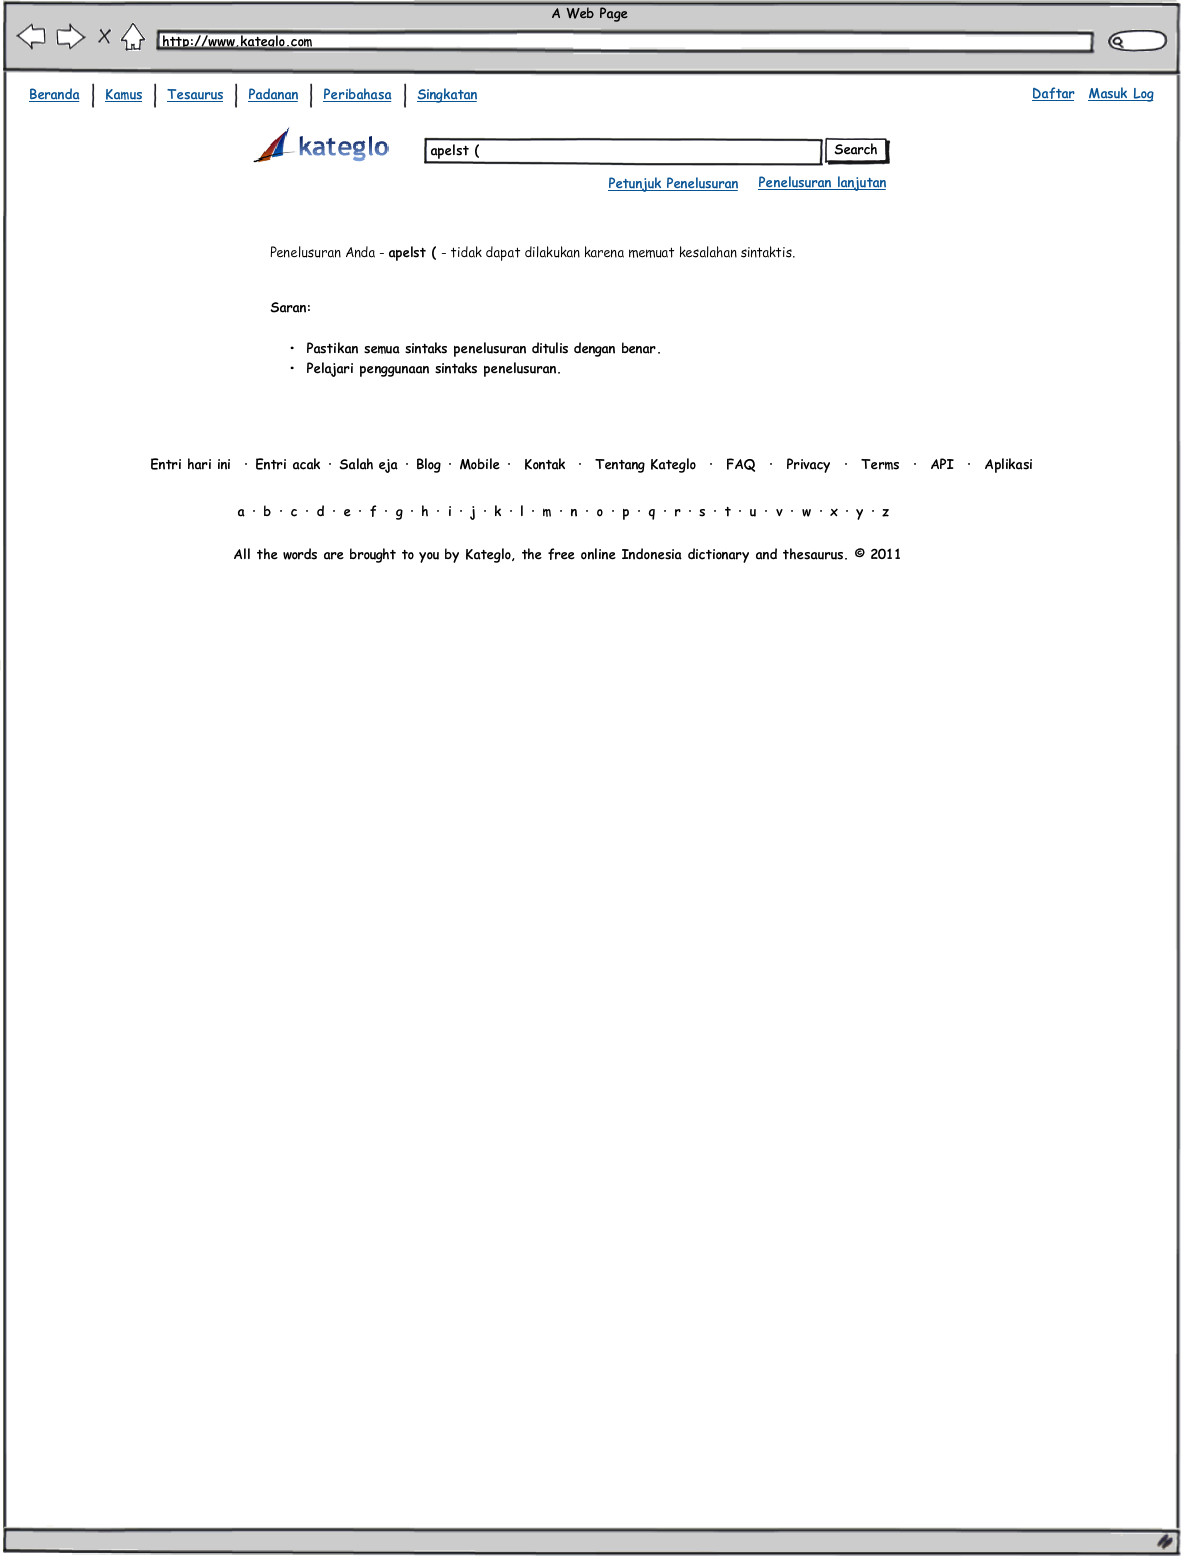 A Web Page
http://www.kateglo.com
Beranda | Kamus | Tesaurus | Padanan | Peribahasa | Singkatan Daftar Masuk Log
kateglo apelst ( Search
Petunjuk Penelusuran Penelusuran lanjutan
Penelusuran Anda - apelst ( - tidak dapat dilakukan karena memuat kesalahan sintaktis.
Saran:
• Pastikan semua sintaks penelusuran ditulis dengan benar.
• Pelajari penggunaan sintaks penelusuran.
Entri hari ini · Entri acak · Salah eja · Blog · Mobile · Kontak · Tentang Kateglo · FAQ · Privacy · Terms · API · Aplikasi
a · b · c · d · e · f · g · h · i · j · k · l · m · n · o · p · q · r · s · t · u · v · w · x · y · z
All the words are brought to you by Kateglo, the free online Indonesia dictionary and thesaurus. © 2011